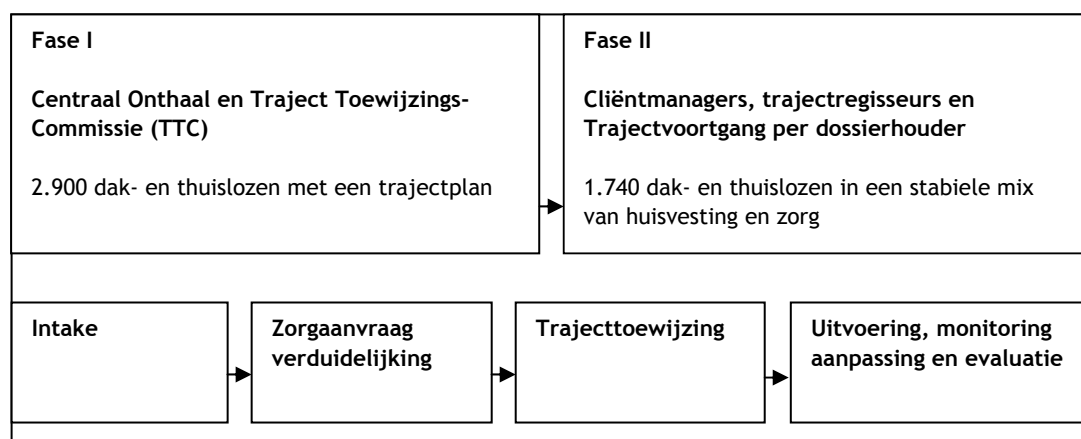 Fase I
Centraal Onthaal en Traject Toewijzings-
Commissie (TTC)
2.900 dak- en thuislozen met een trajectplan
Fase II
Cliëntmanagers, trajectregisseurs en
Trajectvoortgang per dossierhouder
1.740 dak- en thuislozen in een stabiele mix
van huisvesting en zorg
Intake
Zorgaanvraag
verduidelijking
Trajecttoewijzing
Uitvoering, monitoring
aanpassing en evaluatie